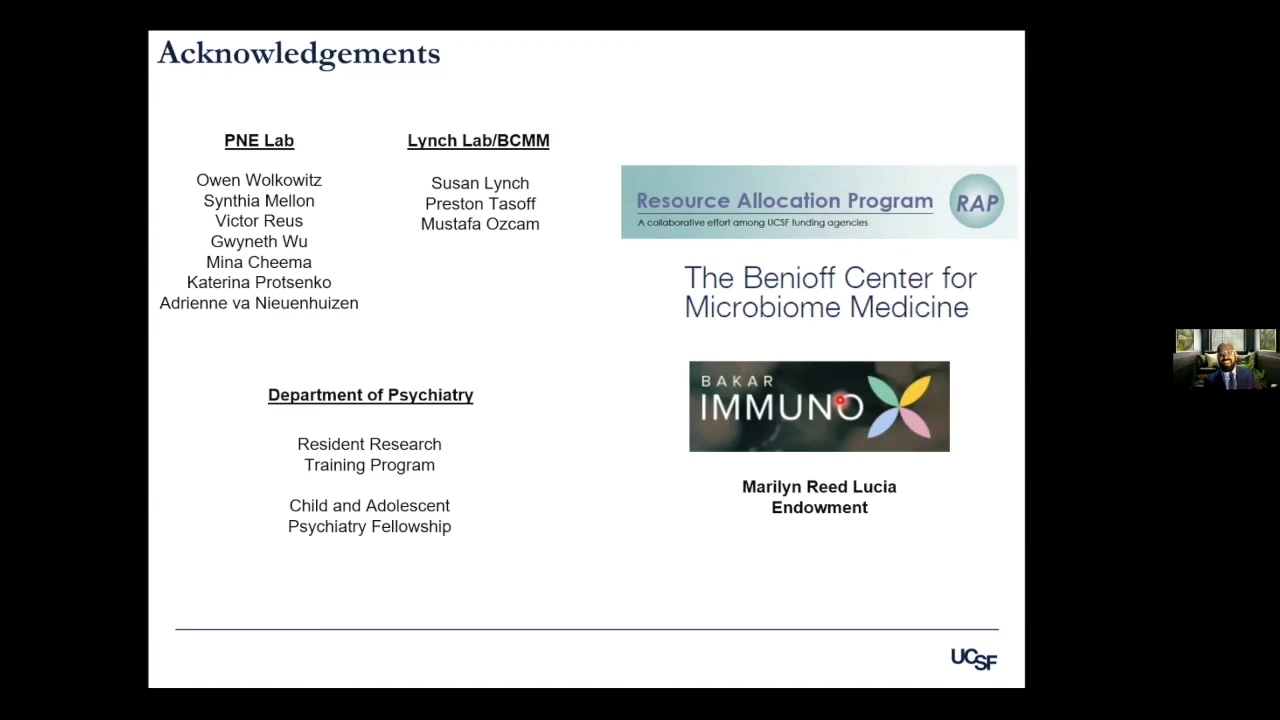 Acknowledgements
PNE Lab
Owen Wolkowitz
Synthia Mellon
Victor Reus
Gwyneth Wu
Mina Cheema
Katerina Protsenko
Adrienne va Nieuenhuizen
Lynch Lab/BCMM
Susan Lynch
Preston Tasoff
Mustafa Ozcam
Department of Psychiatry
Resident Research
Training Program
Child and Adolescent
Psychiatry Fellowship
Resource Allocation Program
A collaborative effort among UCSF funding agencies
RAP
The Benioff Center for
Microbiome Medicine
BAKAR
IMMUNO
Marilyn Reed Lucia
Endowment
UCSF